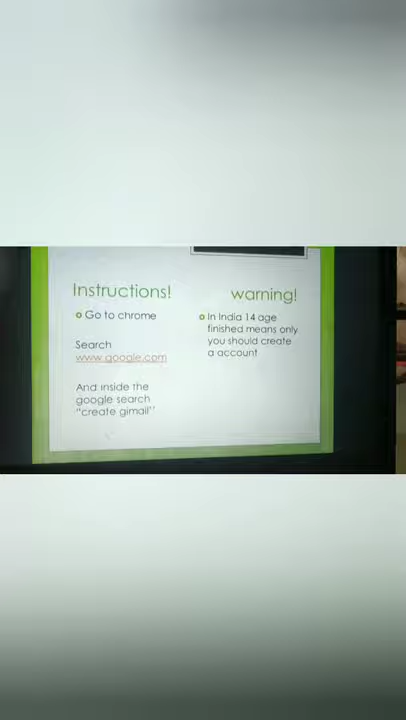 Instructions!
Go to chrome
Search
www.google.com
And inside the
google search
"create gimail"
warning!
In India 14 age
finished means only
you should create
a account